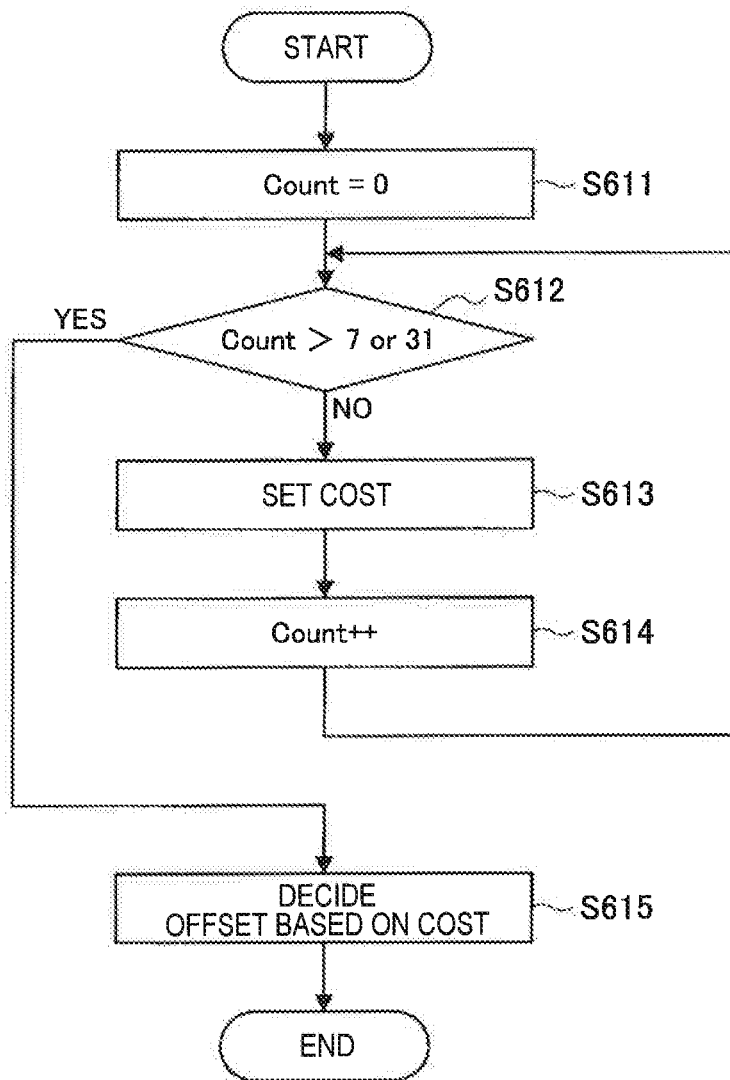 START
Count = 0
S611
S612
YES
Count > 7 or 31
NO
SET COST
S613
Count++
S614
DECIDE
OFFSET BASED ON COST
S615
END